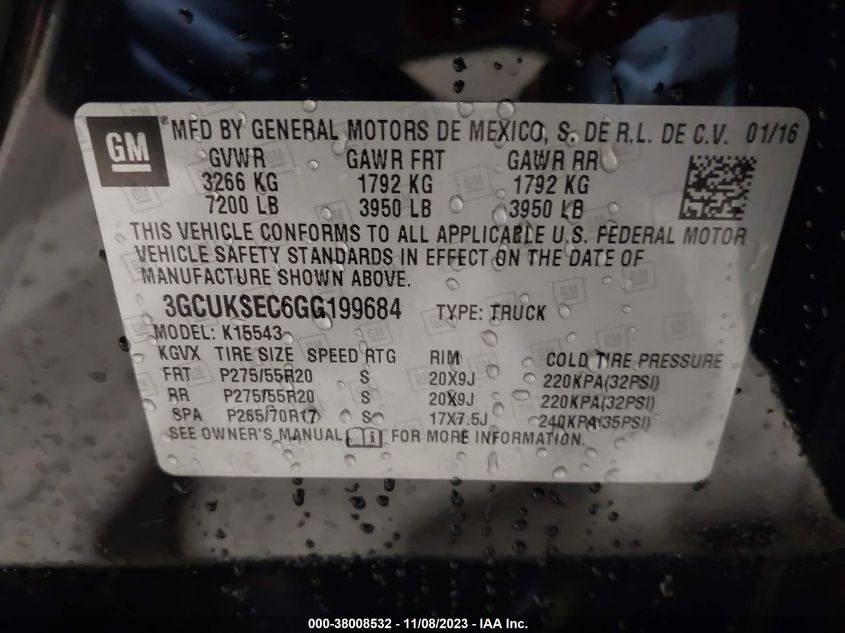 GM ® MFD BY GENERAL MOTORS DE MEXICO, S. DE R.L. DE C.V. 01/16
GVWR GAWR FRT GAWR RR
3266 KG 1792 KG 1792 KG
7200 LB 3950 LB 3950 LB
THIS VEHICLE CONFORMS TO ALL APPLICABLE U.S. FEDERAL MOTOR
VEHICLE SAFETY STANDARDS IN EFFECT ON THE DATE OF
MANUFACTURE SHOWN ABOVE.
3GCUKSEC6GG199684 TYPE: TRUCK
MODEL: K15543
KGVX TIRE SIZE SPEED RTG RIM COLD TIRE PRESSURE
FRT P275/55R20 S 20X9J 220KPA(32PSI)
RR P275/55R20 S 20X9J 220KPA(32PSI)
SPA P265/70R17 S 17X7.5J 240KPA(35PSI)
SEE OWNER'S MANUAL FOR MORE INFORMATION.
000-38008532 - 11/08/2023 - IAA Inc.